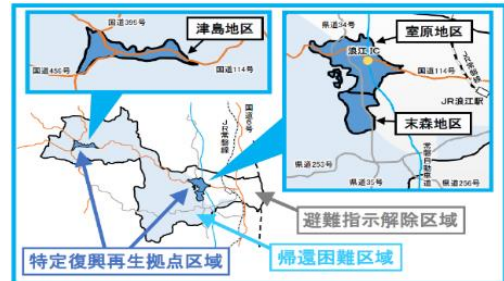 国道399号
津島地区
国道459号
国道114号
県道34号
室原地区
浪江IC
国道114号
JR浪江駅
末森地区
県道253号
常磐自動車道
県道35号
県道256号
JR常磐線
国道6号
避難指示解除区域
特定復興再生拠点区域
帰還困難区域